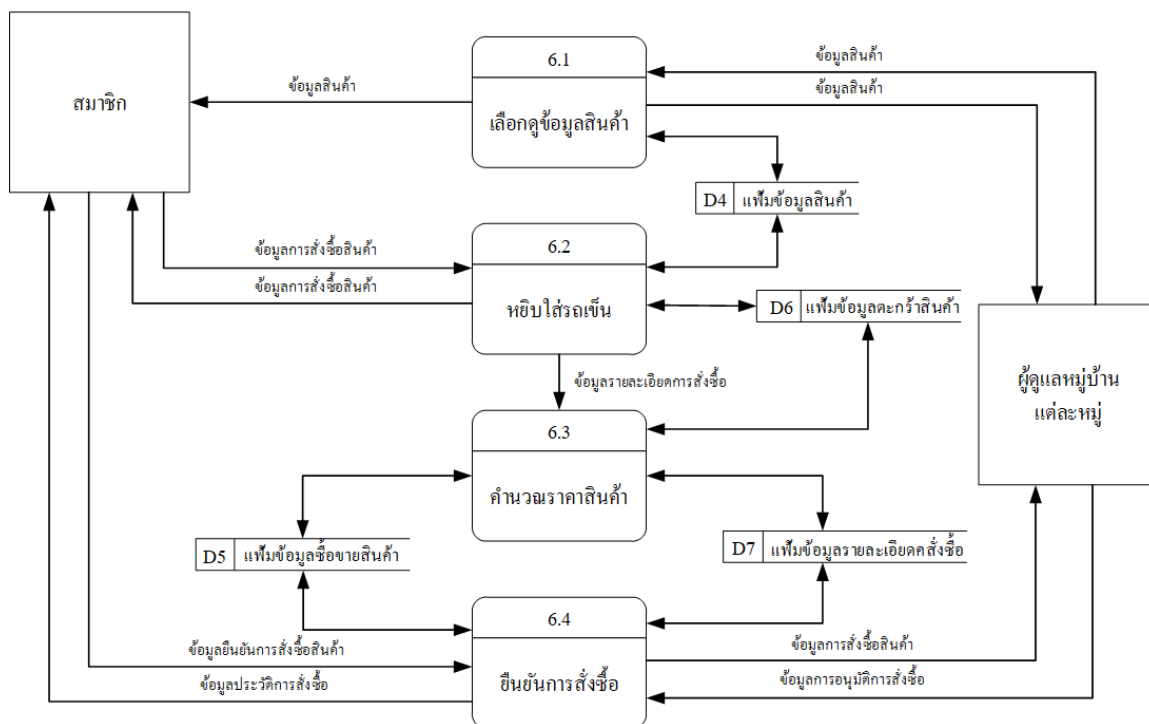 สมาชิก
6.1
เลือกดูข้อมูลสินค้า
ข้อมูลสินค้า
ข้อมูลสินค้า
ข้อมูลสินค้า
D4 แฟ้มข้อมูลสินค้า
6.2
หยิบใส่รถเข็น
ข้อมูลการสั่งซื้อสินค้า
ข้อมูลการสั่งซื้อสินค้า
D6 แฟ้มข้อมูลตะกร้าสินค้า
ผู้ดูแลหมู่บ้าน
แต่ละหมู่
ข้อมูลรายละเอียดการสั่งซื้อ
6.3
คำนวณราคาสินค้า
D5 แฟ้มข้อมูลซื้อขายสินค้า
D7 แฟ้มข้อมูลรายละเอียดคสั่งซื้อ
6.4
ยืนยันการสั่งซื้อ
ข้อมูลยืนยันการสั่งซื้อสินค้า
ข้อมูลประวัติการสั่งซื้อ
ข้อมูลการสั่งซื้อสินค้า
ข้อมูลการอนุมัติการสั่งซื้อ